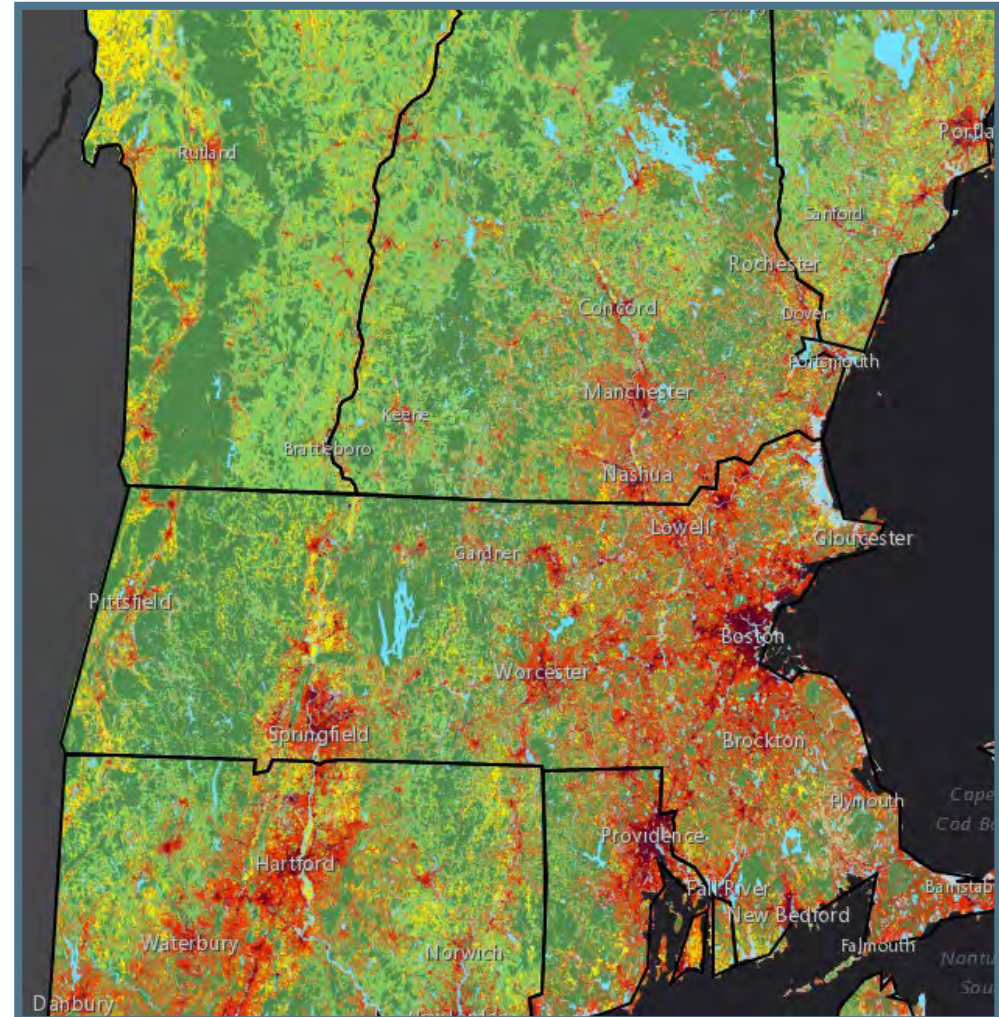 Rutland
Portla
Sanford
Rochester
Concord
Dover
Portsmouth
Manchester
Keene
Brattleboro
Nashua
Lowell
Gloucester
Gardner
Pittsfield
Boston
Worcester
Springfield
Brockton
Cape
Cod Ba
Plymouth
Providence
Hartford
Fall River
Barnstab
New Bedford
Waterbury
Norwich
Falmouth
Nantu
Sou
Danbury